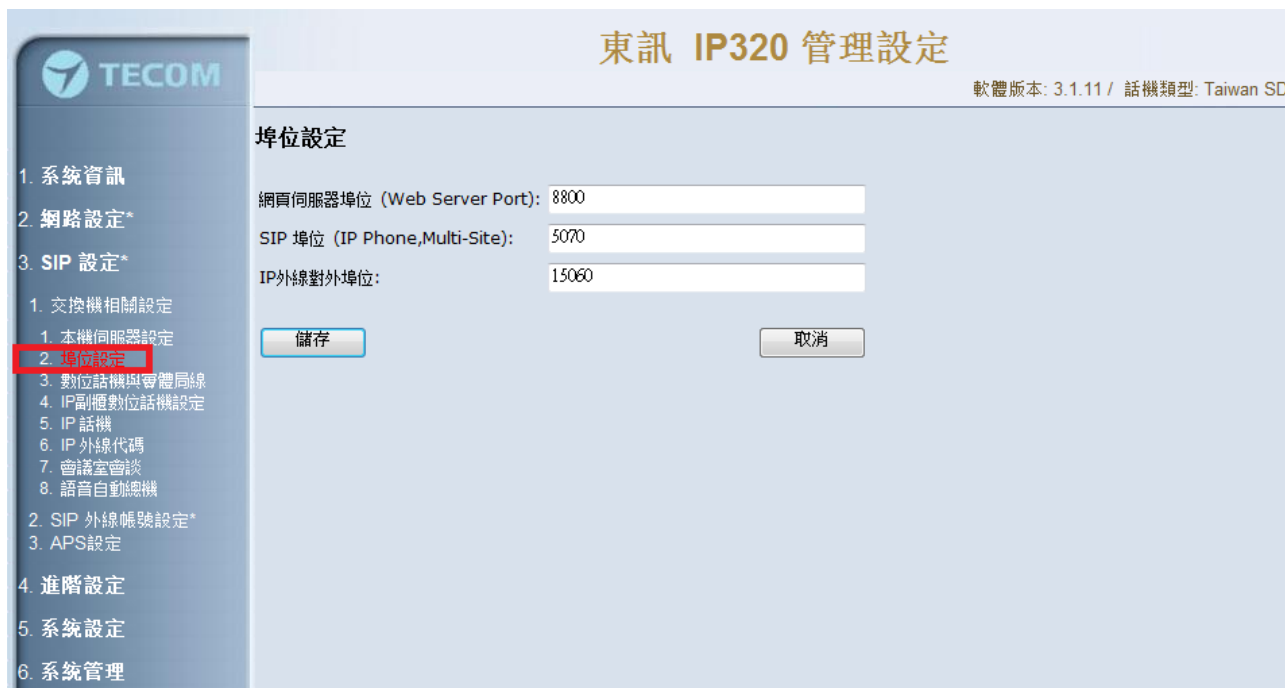 TECOM
東訊 IP320 管理設定
軟體版本: 3.1.11 / 話機類型: Taiwan SD
1. 系統資訊
2. 網路設定*
3. SIP 設定*
1. 交換機相關設定
1. 本機伺服器設定
2. 埠位設定
3. 數位話機與實體局線
4. IP副櫃數位話機設定
5. IP 話機
6. IP 外線代碼
7. 會議室會談
8. 語音自動總機
2. SIP 外線帳號設定*
3. APS設定
4. 進階設定
5. 系統設定
6. 系統管理
埠位設定
網頁伺服器埠位 (Web Server Port): 8800
SIP 埠位 (IP Phone,Multi-Site): 5070
IP外線對外埠位: 15060
儲存 取消